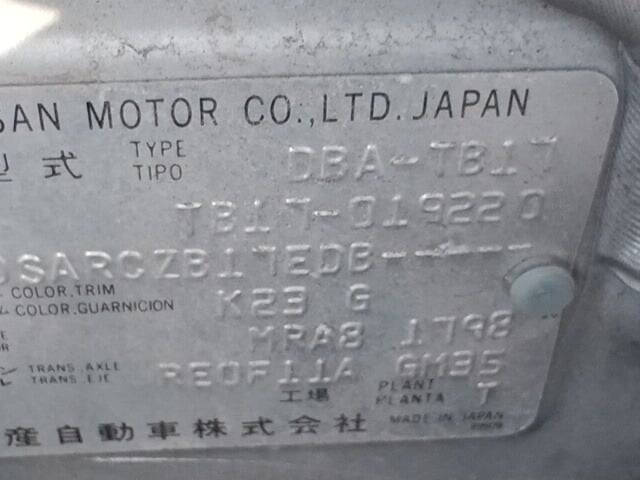 SAN MOTOR CO.,LTD.JAPAN
型式 TYPE TIPO DBA-TB17
TB17-019220
SARCZB17EDB-----
COLOR,TRIM
COLOR.GUARNICION K23 G
MRA8 1798
TRANS.AXLE
TRANS.EJE RE0F11A GM35
工場 PLANT PLANTA T
産自動車株式会社 MADE IN JAPAN